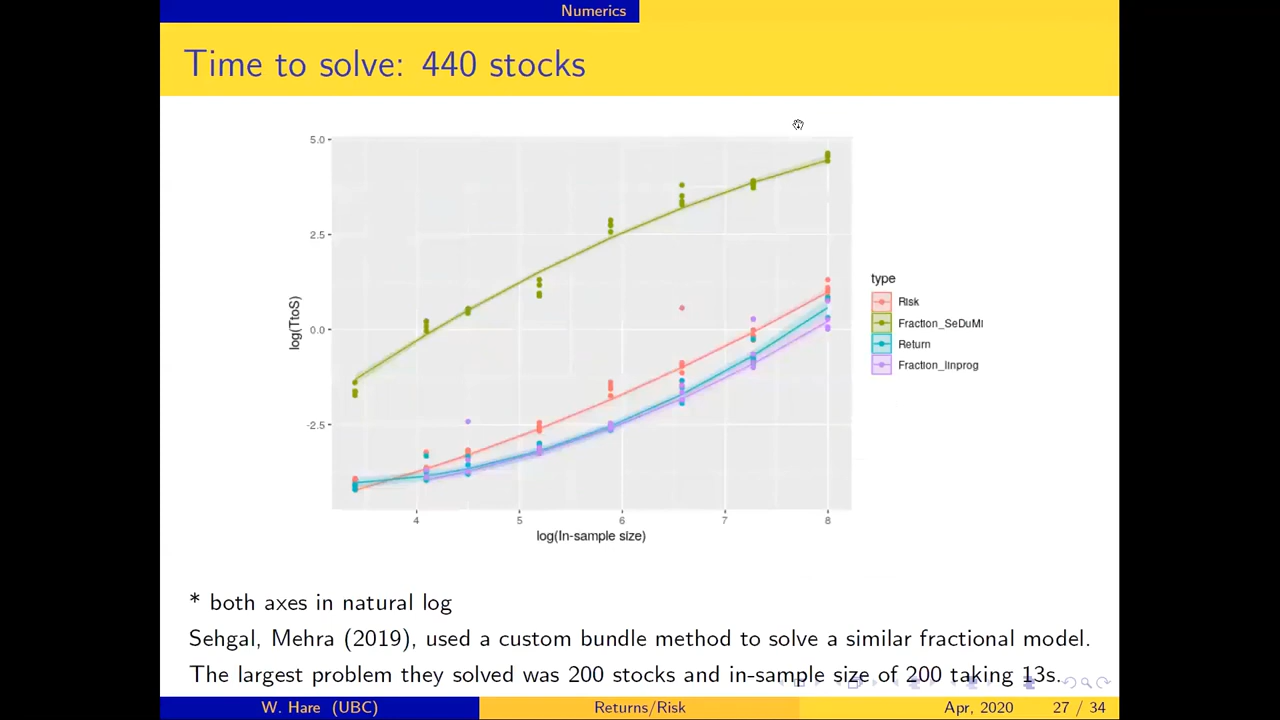 Numerics
Time to solve: 440 stocks
5.0
2.5
0.0
-2.5
log(TtoS)
4 5 6 7 8
log(In-sample size)
type
Risk
Fraction_SeDuMi
Return
Fraction_linprog
* both axes in natural log
Sehgal, Mehra (2019), used a custom bundle method to solve a similar fractional model.
The largest problem they solved was 200 stocks and in-sample size of 200 taking 13s.
W. Hare (UBC) Returns/Risk Apr, 2020 27 / 34